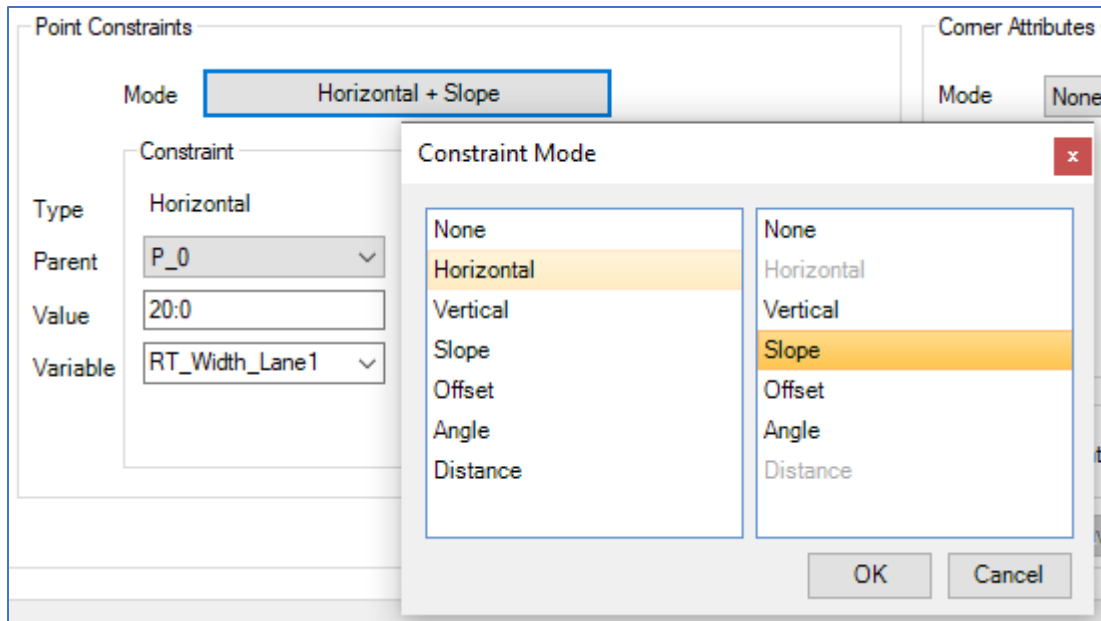 Point Constraints
Corner Attributes
Mode
Horizontal + Slope
Mode
None
Constraint
Type
Horizontal
Parent
P_0
Value
20:0
Variable
RT_Width_Lane1
Constraint Mode
x
None
Horizontal
Vertical
Slope
Offset
Angle
Distance
None
Horizontal
Vertical
Slope
Offset
Angle
Distance
OK
Cancel